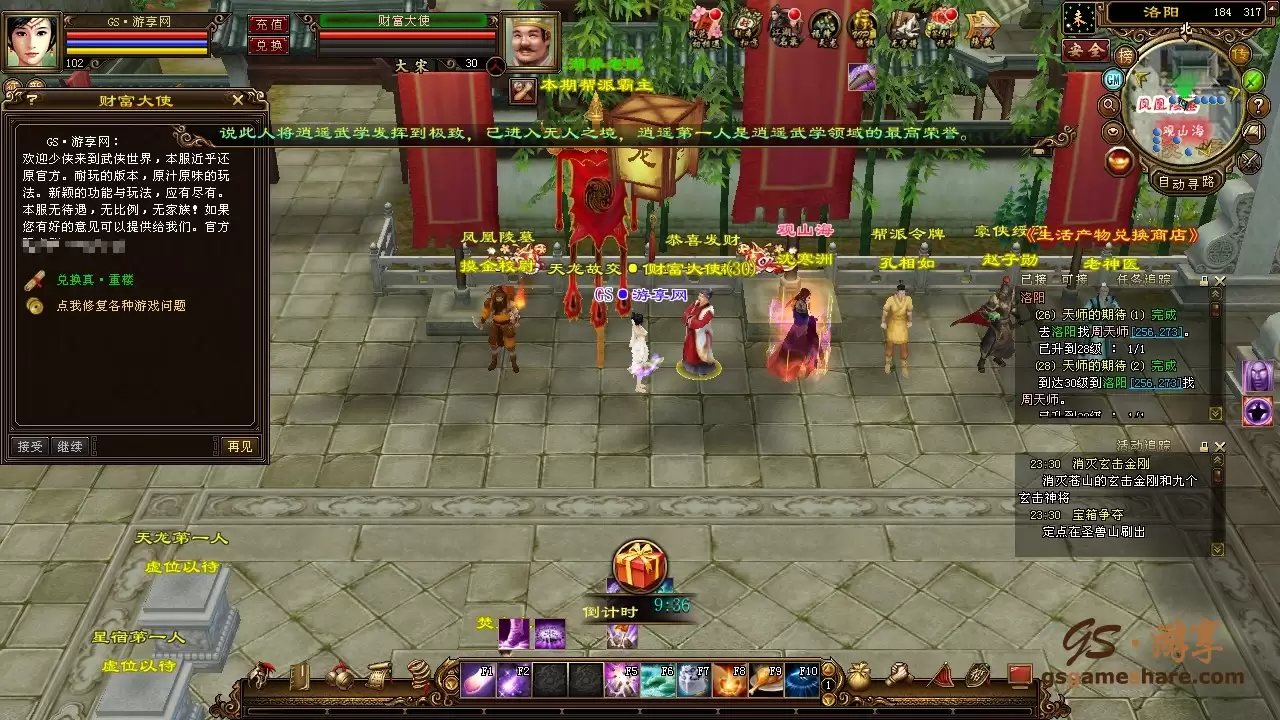 GS·游享网
102
充值
兑换
财富大使
大宋
30
洛阳
184 317
北
未
安全
榜
GM
传
凤凰陵墓
观山海
自动寻路
本期帮派霸主
说此人将逍遥武学发挥到极致，已进入无人之境，逍遥第一人是逍遥武学领域的最高荣誉。
? 财富大使
GS·游享网：
欢迎少侠来到武侠世界，本服近乎还
原官方。耐玩的版本，原汁原味的玩
法。新颖的功能与玩法，应有尽有。
本服无待遇，无比例，无家族！如果
您有好的意见可以提供给我们。官方
兑换真·重楼
点我修复各种游戏问题
接受 继续
再见
凤凰陵墓
摸金校尉
天龙故交
恭喜发财
财富大使(30)
GS·游享网
观山海
沈寒洲
帮派令牌
孔相如
赵子勋
《生活产物兑换商店》
老神医
已接 可接 任务追踪
洛阳
(26) 天师的期待(1) 完成
去洛阳找周天师[256,273]。
已升到28级 : 1/1
(28) 天师的期待(2) 完成
到达30级到洛阳[256,273]找
周天师。
活动追踪
23:30 消灭玄击金刚
消灭苍山的玄击金刚和九个
玄击神将
23:30 宝箱争夺
定点在圣兽山刷出
天龙第一人
虚位以待
星宿第一人
虚位以待
倒计时 9:36
焚
F1 F2 F5 F6 F7 F8 F9 F10
1
GS·游享
gsgameshare.com